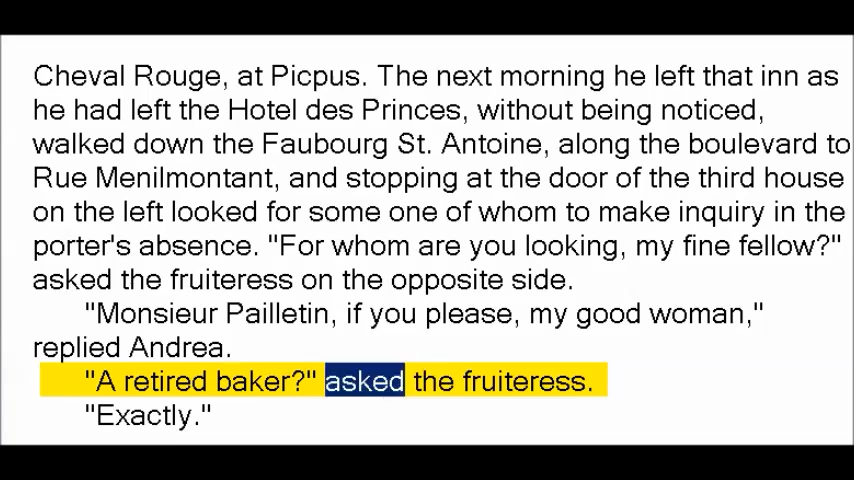 Cheval Rouge, at Picpus. The next morning he left that inn as
he had left the Hotel des Princes, without being noticed,
walked down the Faubourg St. Antoine, along the boulevard to
Rue Menilmontant, and stopping at the door of the third house
on the left looked for some one of whom to make inquiry in the
porter's absence. "For whom are you looking, my fine fellow?"
asked the fruiteress on the opposite side.
"Monsieur Pailletin, if you please, my good woman,"
replied Andrea.
"A retired baker?" asked the fruiteress.
"Exactly."